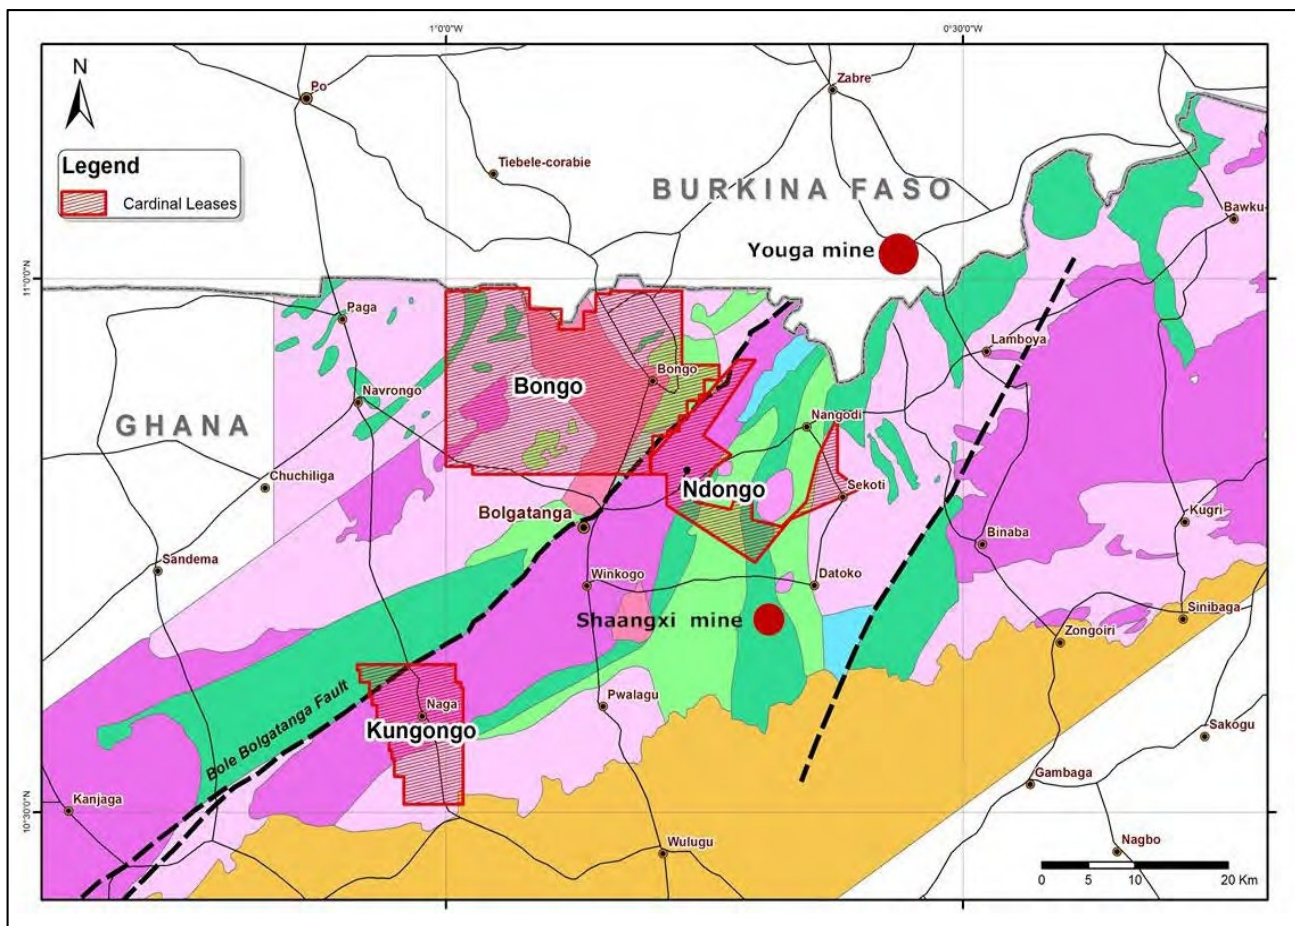 1°0'0"W
0°30'0"W
N
Po
Zabre
Legend
Cardinal Leases
Tiebele-corabie
BURKINA FASO
Bawku
Youga mine
11°0'0"N
Paga
Lamboya
Bongo
Bongo
Navrongo
GHANA
Nangodi
Chuchiliga
Ndongo
Sekoti
Bolgatanga
Kugri
Binaba
Sandema
Winkogo
Datoko
Shaangxi mine
Sinibaga
Zongoiri
Bole Bolgatanga Fault
Pwalagu
Naga
Kungongo
Sakogu
Gambaga
Kanjaga
10°30'0"N
Wulugu
Nagbo
0 5 10 20 Km